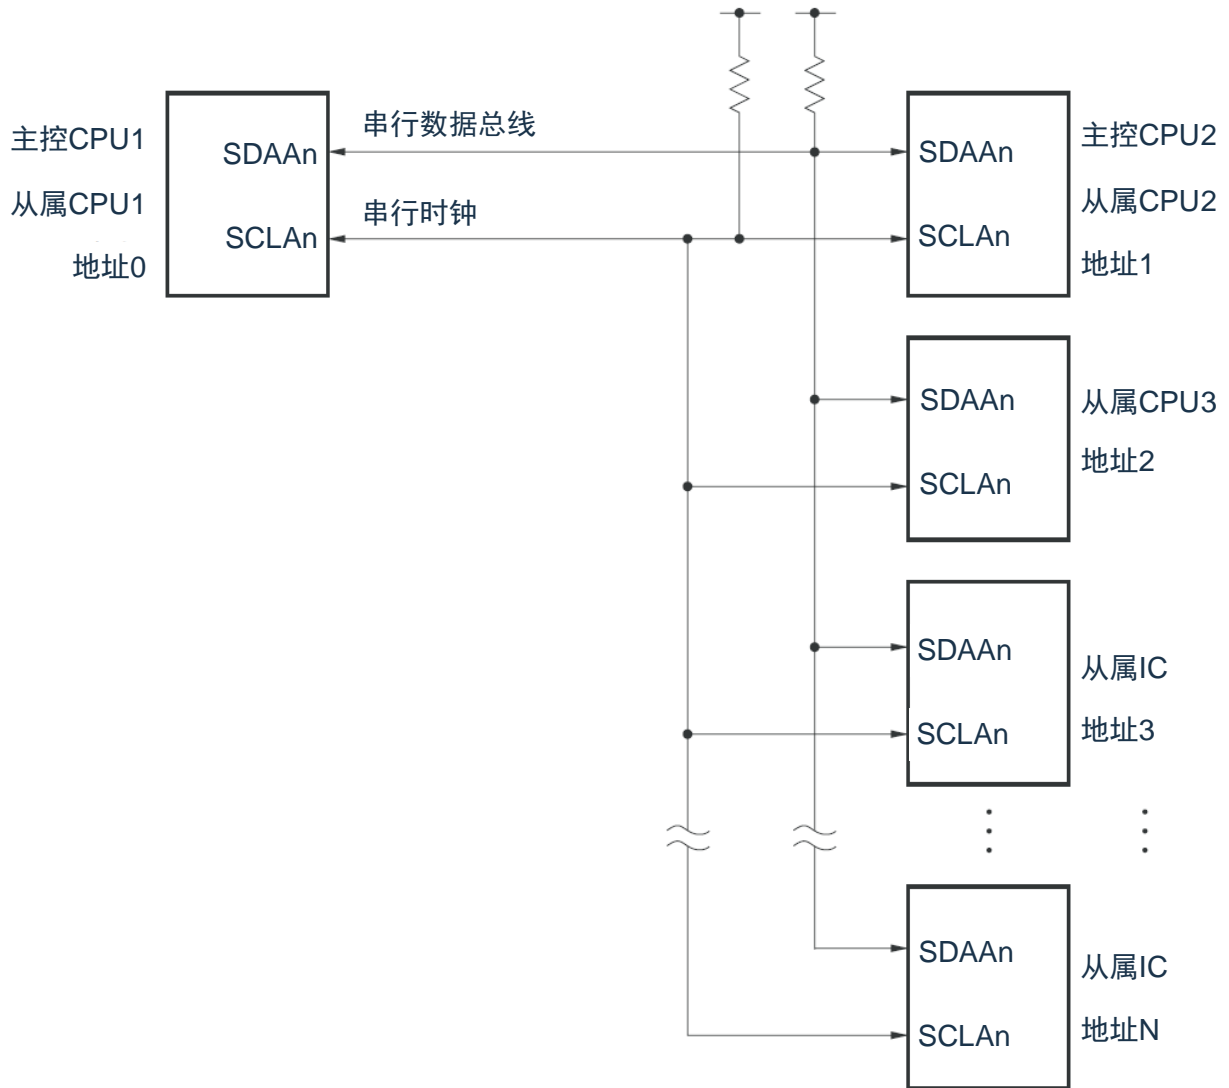 主控CPU1
从属CPU1
地址0
SDAAn
SCLAn
串行数据总线
串行时钟
SDAAn
SCLAn
主控CPU2
从属CPU2
地址1
SDAAn
SCLAn
从属CPU3
地址2
SDAAn
SCLAn
从属IC
地址3
SDAAn
SCLAn
从属IC
地址N